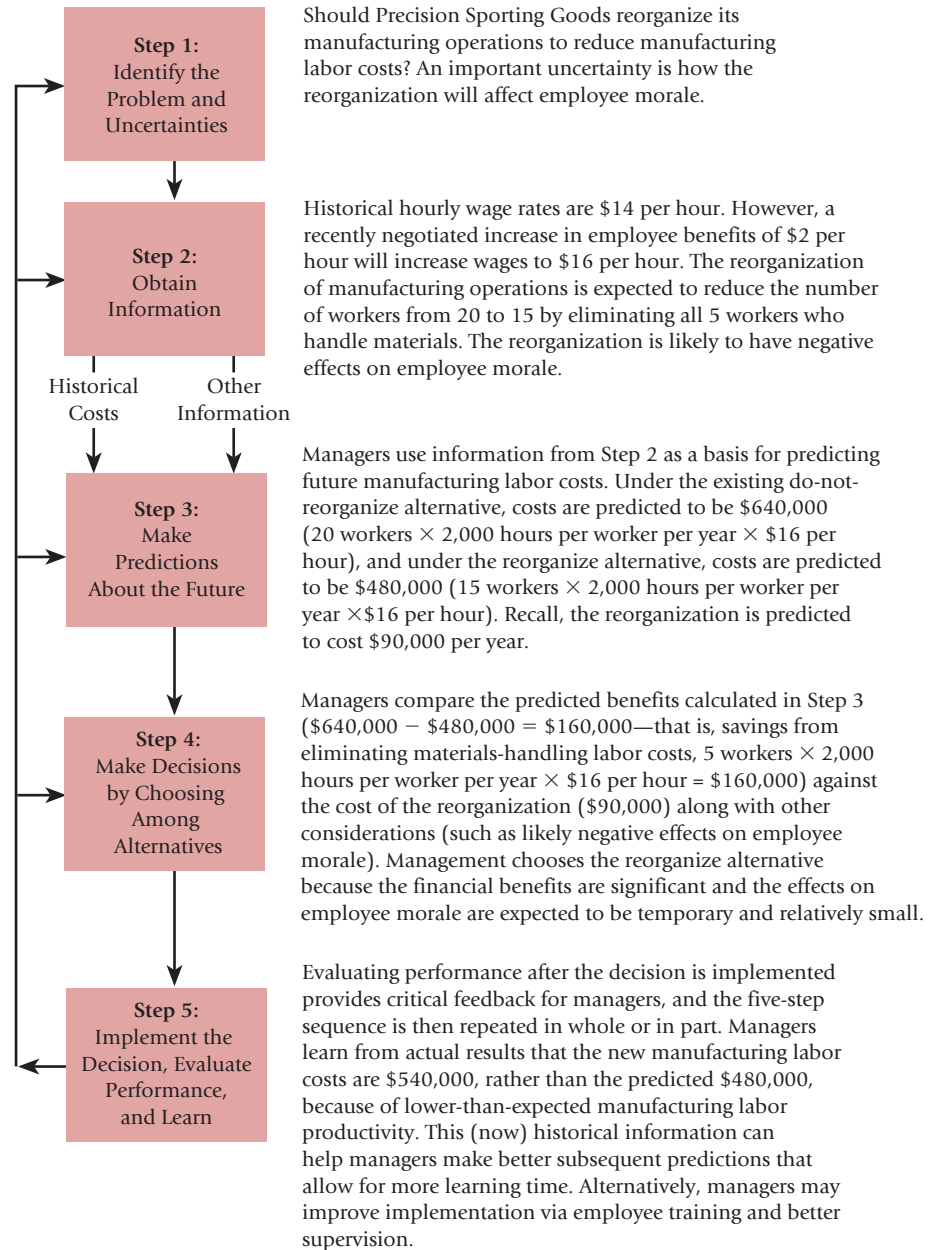 Step 1:
Identify the
Problem and
Uncertainties
Should Precision Sporting Goods reorganize its
manufacturing operations to reduce manufacturing
labor costs? An important uncertainty is how the
reorganization will affect employee morale.
Step 2:
Obtain
Information
Historical hourly wage rates are $14 per hour. However, a
recently negotiated increase in employee benefits of $2 per
hour will increase wages to $16 per hour. The reorganization
of manufacturing operations is expected to reduce the number
of workers from 20 to 15 by eliminating all 5 workers who
handle materials. The reorganization is likely to have negative
effects on employee morale.
Historical
Costs
Other
Information
Step 3:
Make
Predictions
About the Future
Managers use information from Step 2 as a basis for predicting
future manufacturing labor costs. Under the existing do-not-
reorganize alternative, costs are predicted to be $640,000
(20 workers × 2,000 hours per worker per year × $16 per
hour), and under the reorganize alternative, costs are predicted
to be $480,000 (15 workers × 2,000 hours per worker per
year ×$16 per hour). Recall, the reorganization is predicted
to cost $90,000 per year.
Step 4:
Make Decisions
by Choosing
Among
Alternatives
Managers compare the predicted benefits calculated in Step 3
($640,000 − $480,000 = $160,000—that is, savings from
eliminating materials-handling labor costs, 5 workers × 2,000
hours per worker per year × $16 per hour = $160,000) against
the cost of the reorganization ($90,000) along with other
considerations (such as likely negative effects on employee
morale). Management chooses the reorganize alternative
because the financial benefits are significant and the effects on
employee morale are expected to be temporary and relatively small.
Step 5:
Implement the
Decision, Evaluate
Performance,
and Learn
Evaluating performance after the decision is implemented
provides critical feedback for managers, and the five-step
sequence is then repeated in whole or in part. Managers
learn from actual results that the new manufacturing labor
costs are $540,000, rather than the predicted $480,000,
because of lower-than-expected manufacturing labor
productivity. This (now) historical information can
help managers make better subsequent predictions that
allow for more learning time. Alternatively, managers may
improve implementation via employee training and better
supervision.